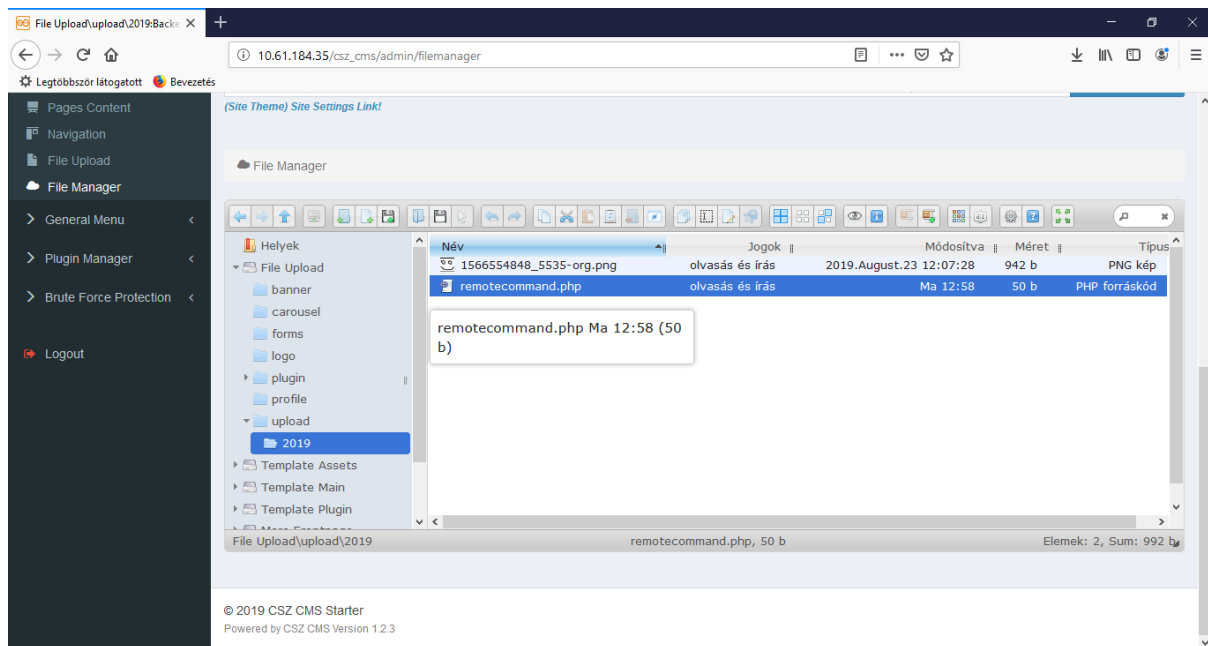 File Upload\upload\2019:Backe
10.61.184.35/csz_cms/admin/filemanager
Legtöbbször látogatott Bevezetés
Pages Content
Navigation
File Upload
File Manager
General Menu
Plugin Manager
Brute Force Protection
Logout
(Site Theme) Site Settings Link!
File Manager
Helyek
File Upload
banner
carousel
forms
logo
plugin
profile
upload
2019
Template Assets
Template Main
Template Plugin
Név Jogok Módosítva Méret Típus
1566554848_5535-org.png olvasás és írás 2019.August.23 12:07:28 942 b PNG kép
remotecommand.php olvasás és írás Ma 12:58 50 b PHP forráskód
remotecommand.php Ma 12:58 (50
b)
File Upload\upload\2019 remotecommand.php, 50 b Elemek: 2, Sum: 992 b
© 2019 CSZ CMS Starter
Powered by CSZ CMS Version 1.2.3